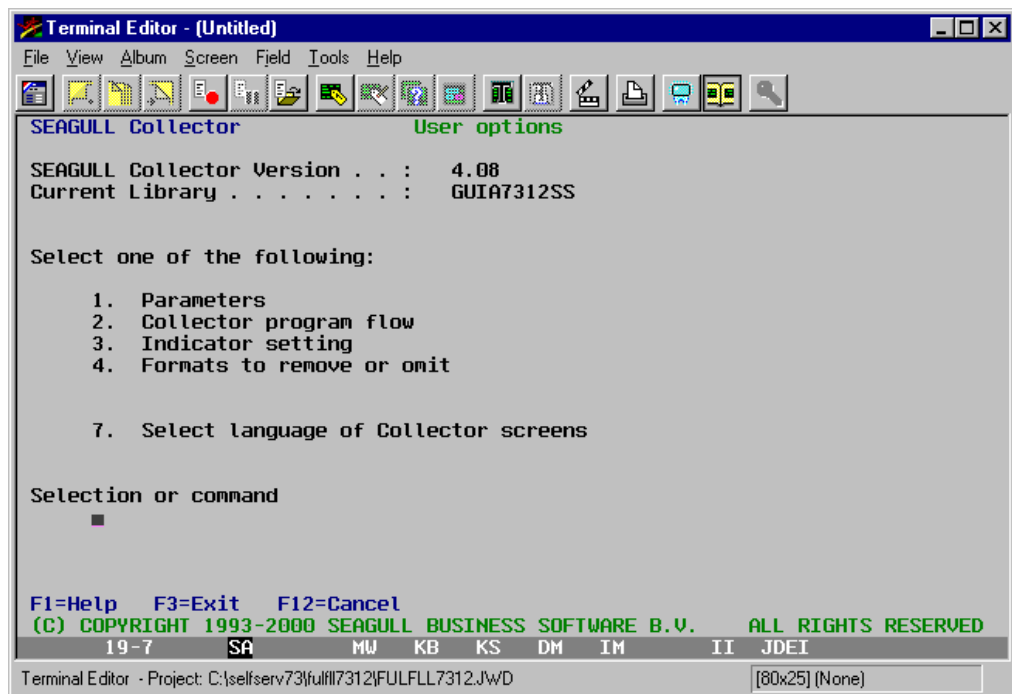 Terminal Editor - (Untitled)
File View Album Screen Field Tools Help
SEAGULL Collector User options
SEAGULL Collector Version . . : 4.08
Current Library . . . . . . . : GUIA7312SS
Select one of the following:
1. Parameters
2. Collector program flow
3. Indicator setting
4. Formats to remove or omit
7. Select language of Collector screens
Selection or command
F1=Help F3=Exit F12=Cancel
(C) COPYRIGHT 1993-2000 SEAGULL BUSINESS SOFTWARE B.V. ALL RIGHTS RESERVED
19-7 SA MW KB KS DM IM II JDEI
Terminal Editor - Project: C:\selfserv73\fulfll7312\FULFLL7312.JWD [80x25] (None)